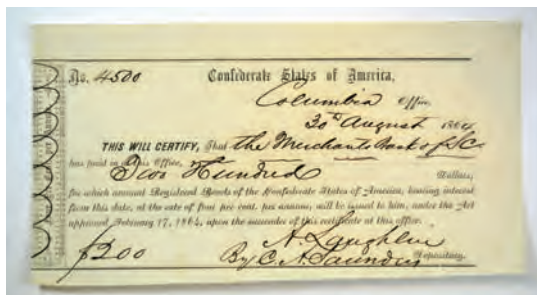 No. 4500 Confederate States of America,
Columbia Office,
30th August 1864
THIS WILL CERTIFY, That the Merchants Bank of SC
has paid in at this Office,
Two Hundred Dollars,
for which amount Registered Bonds of the Confederate States of America, bearing interest
from this date, at the rate of four per cent. per annum, will be issued to him, under the Act
approved February 17, 1864, upon the surrender of this certificate at this office.
$200 A. Laughlin
By C. A. Saunders Depositary.